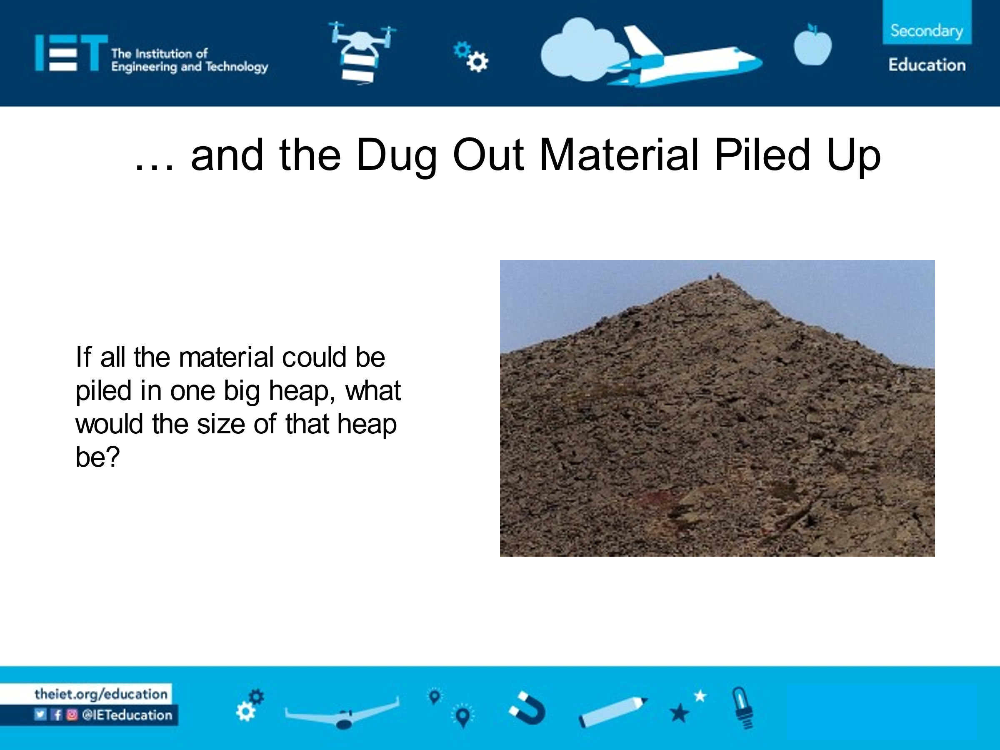 IET The Institution of
Engineering and Technology
Secondary
Education
… and the Dug Out Material Piled Up
If all the material could be
piled in one big heap, what
would the size of that heap
be?
theiet.org/education
@IETeducation